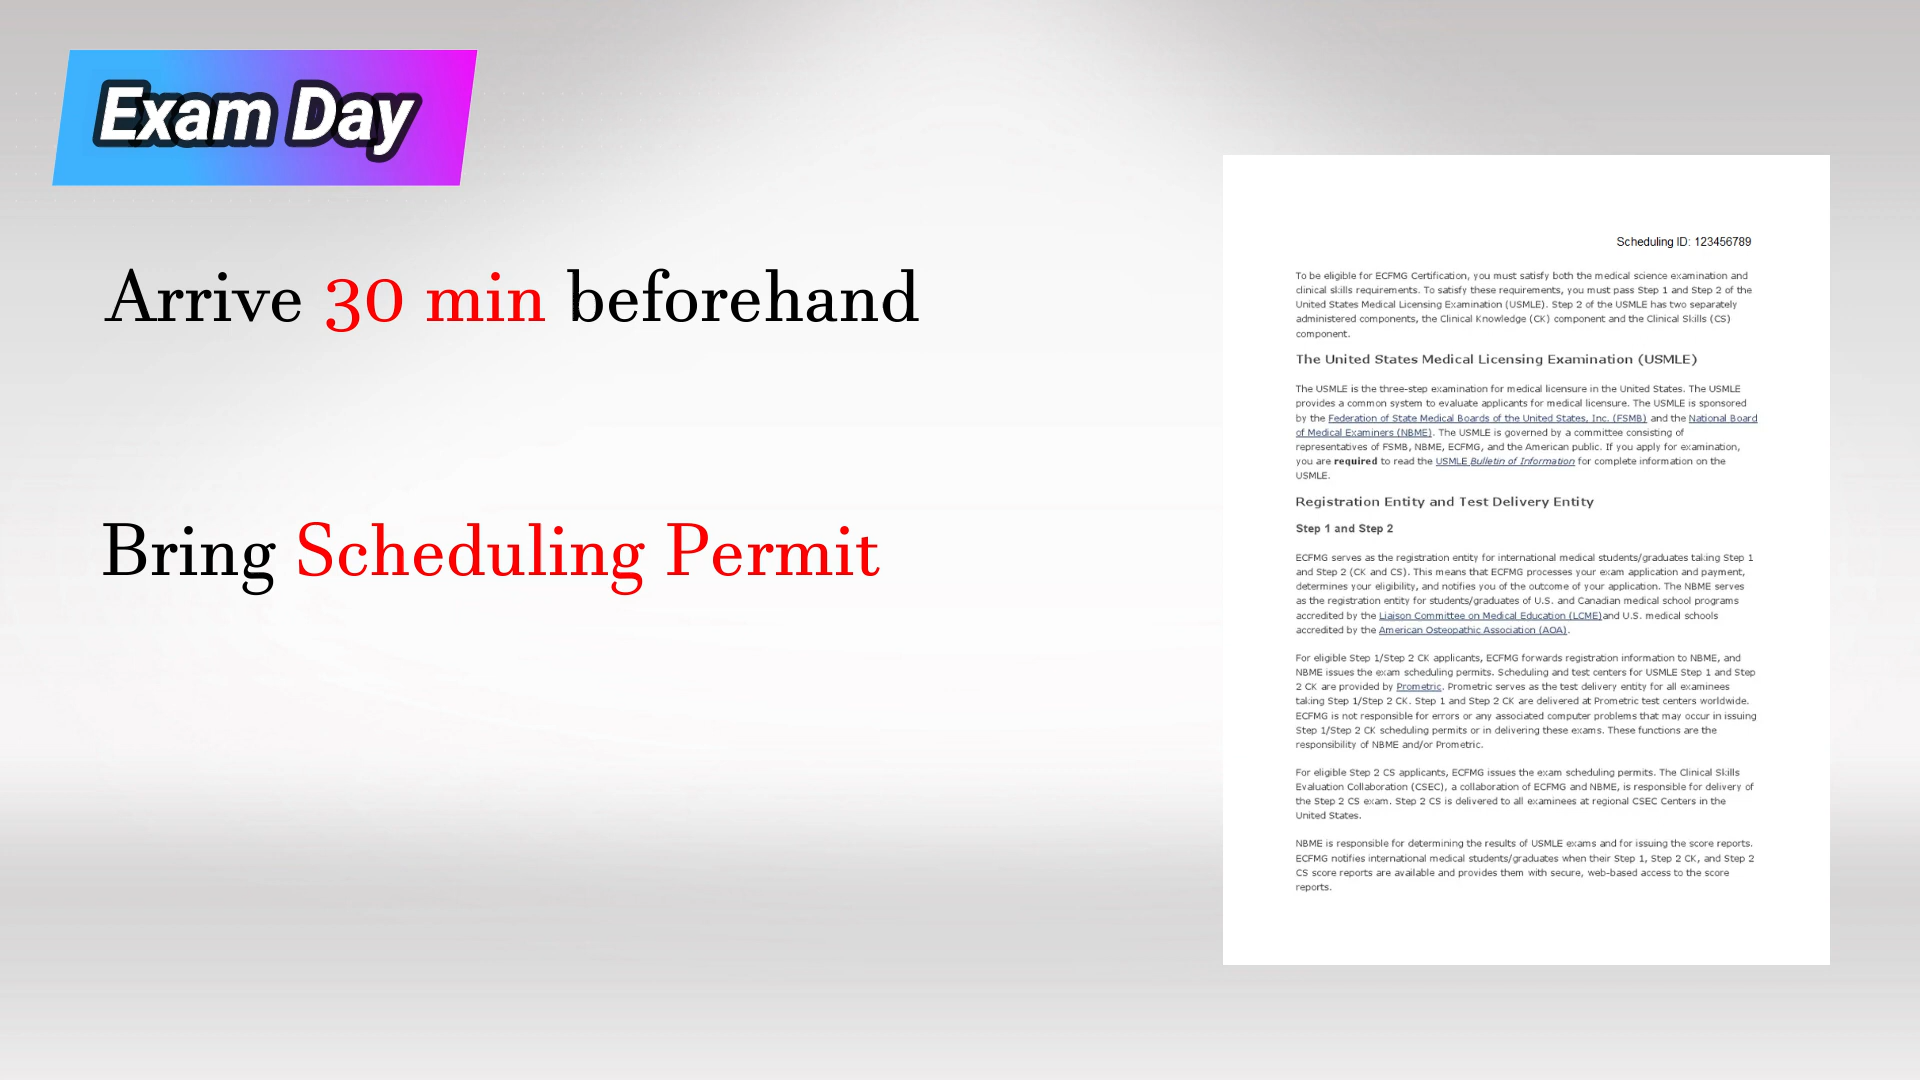 Exam Day
Arrive 30 min beforehand
Bring Scheduling Permit
Scheduling ID: 123456789
To be eligible for ECFMG Certification, you must satisfy both the medical science examination and
clinical skills requirements. To satisfy these requirements, you must pass Step 1 and Step 2 of the
United States Medical Licensing Examination (USMLE). Step 2 of the USMLE has two separately
administered components, the Clinical Knowledge (CK) component and the Clinical Skills (CS)
component.
The United States Medical Licensing Examination (USMLE)
The USMLE is the three-step examination for medical licensure in the United States. The USMLE
provides a common system to evaluate applicants for medical licensure. The USMLE is sponsored
by the Federation of State Medical Boards of the United States, Inc. (FSMB) and the National Board
of Medical Examiners (NBME). The USMLE is governed by a committee consisting of
representatives of FSMB, NBME, ECFMG, and the American public. If you apply for examination,
you are required to read the USMLE Bulletin of Information for complete information on the
USMLE.
Registration Entity and Test Delivery Entity
Step 1 and Step 2
ECFMG serves as the registration entity for international medical students/graduates taking Step 1
and Step 2 (CK and CS). This means that ECFMG processes your exam application and payment,
determines your eligibility, and notifies you of the outcome of your application. The NBME serves
as the registration entity for students/graduates of U.S. and Canadian medical school programs
accredited by the Liaison Committee on Medical Education (LCME)and U.S. medical schools
accredited by the American Osteopathic Association (AOA).
For eligible Step 1/Step 2 CK applicants, ECFMG forwards registration information to NBME, and
NBME issues the exam scheduling permits. Scheduling and test centers for USMLE Step 1 and Step
2 CK are provided by Prometric. Prometric serves as the test delivery entity for all examinees
taking Step 1/Step 2 CK. Step 1 and Step 2 CK are delivered at Prometric test centers worldwide.
ECFMG is not responsible for errors or any associated computer problems that may occur in issuing
Step 1/Step 2 CK scheduling permits or in delivering these exams. These functions are the
responsibility of NBME and/or Prometric.
For eligible Step 2 CS applicants, ECFMG issues the exam scheduling permits. The Clinical Skills
Evaluation Collaboration (CSEC), a collaboration of ECFMG and NBME, is responsible for delivery of
the Step 2 CS exam. Step 2 CS is delivered to all examinees at regional CSEC Centers in the
United States.
NBME is responsible for determining the results of USMLE exams and for issuing the score reports.
ECFMG notifies international medical students/graduates when their Step 1, Step 2 CK, and Step 2
CS score reports are available and provides them with secure, web-based access to the score
reports.